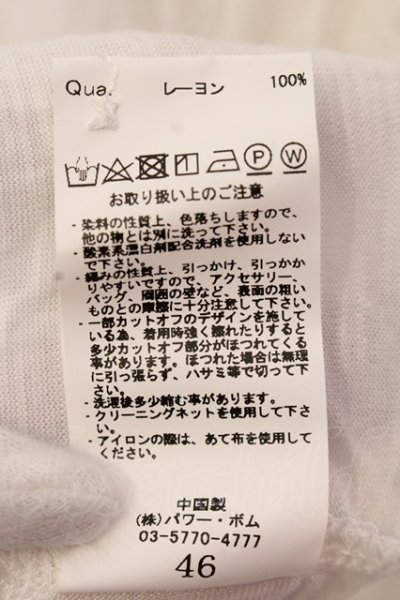 Qua. レーヨン 100%
P W
お取り扱い上のご注意
・染料の性質上、色落ちしますので、
他の物とは別に洗って下さい。
・酸素系漂白剤配合洗剤を使用しない
で下さい。
・編みの性質上、引っかけ、引っかか
りやすいですので、アクセサリー、
バッグ、周囲の壁など、表面の粗い
ものとの摩擦に十分注意して下さい。
・一部カットオフのデザインを施して
いる為、着用時強く擦れたりすると
多少カットオフ部分がほつれてくる
事があります。ほつれた場合は無理
に引っ張らず、ハサミ等で切って下
さい。
・洗濯後多少縮む事があります。
・クリーニングネットを使用して下さ
い。
・アイロンの際は、あて布を使用して
ください。
中国製
(株)パワー・ボム
03-5770-4777
46